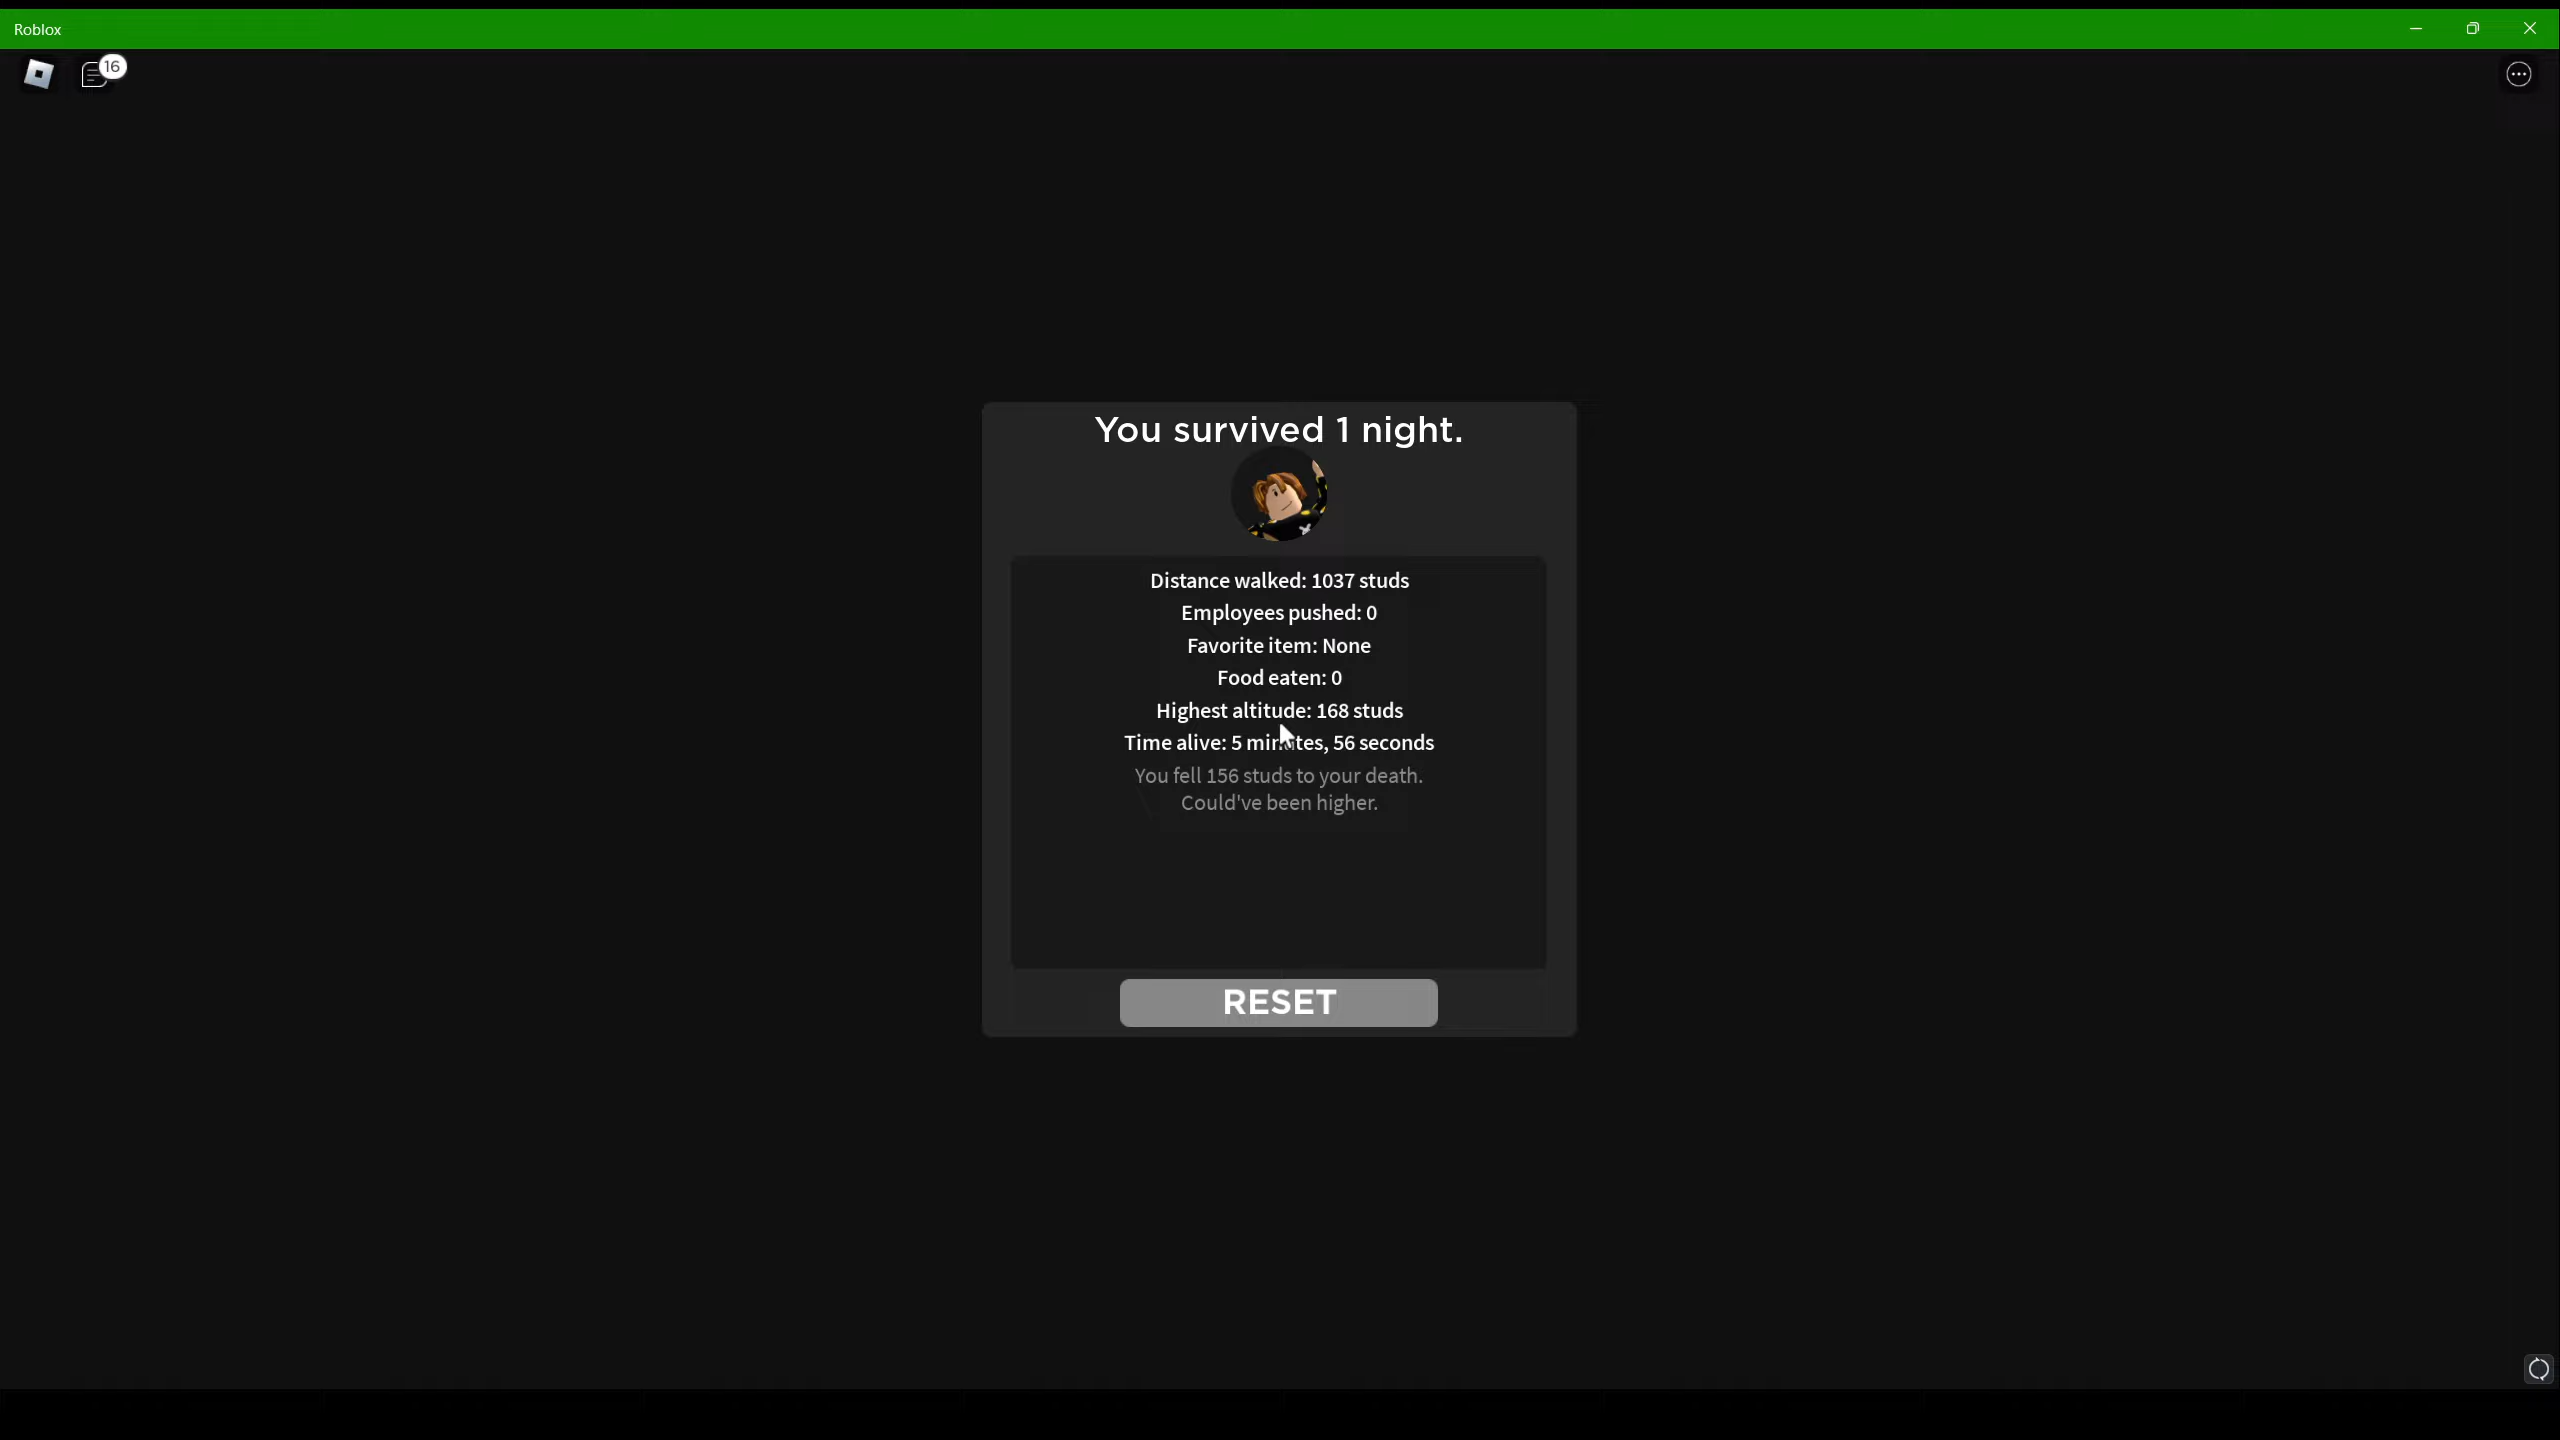 Roblox
16
You survived 1 night.
Distance walked: 1037 studs
Employees pushed: 0
Favorite item: None
Food eaten: 0
Highest altitude: 168 studs
Time alive: 5 minutes, 56 seconds
You fell 156 studs to your death.
Could've been higher.
RESET